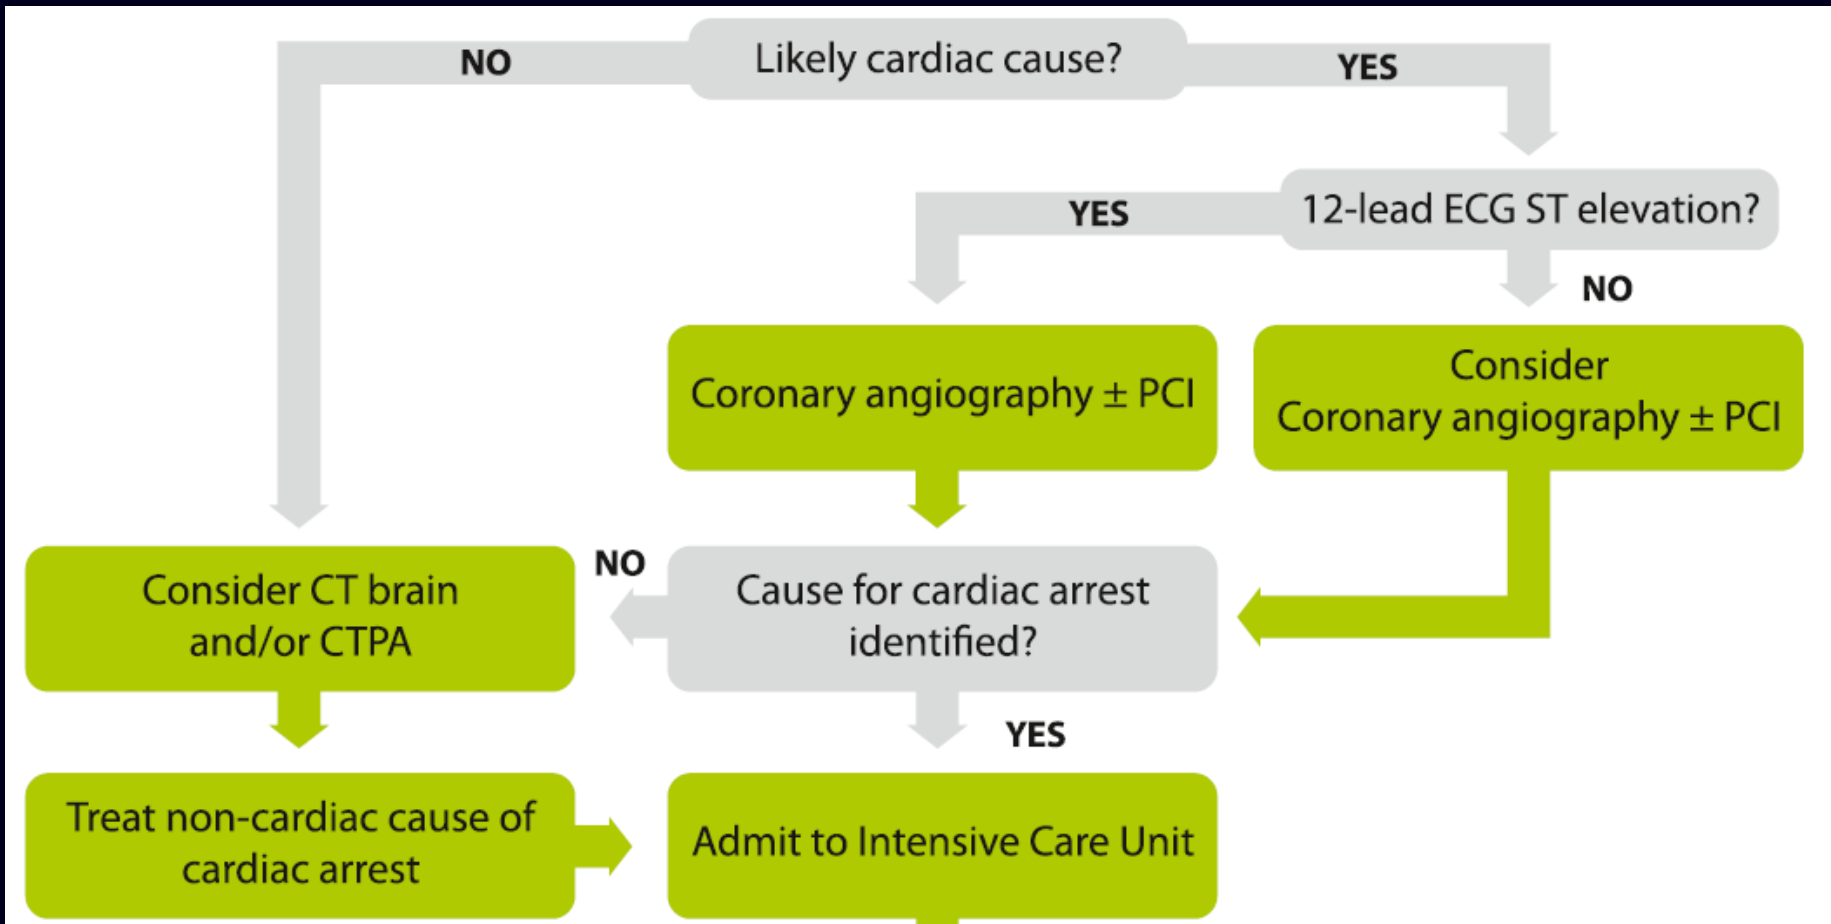 Likely cardiac cause?
NO
YES
12-lead ECG ST elevation?
YES
NO
Coronary angiography ± PCI
Consider
Coronary angiography ± PCI
Consider CT brain
and/or CTPA
NO
Cause for cardiac arrest
identified?
YES
Treat non-cardiac cause of
cardiac arrest
Admit to Intensive Care Unit